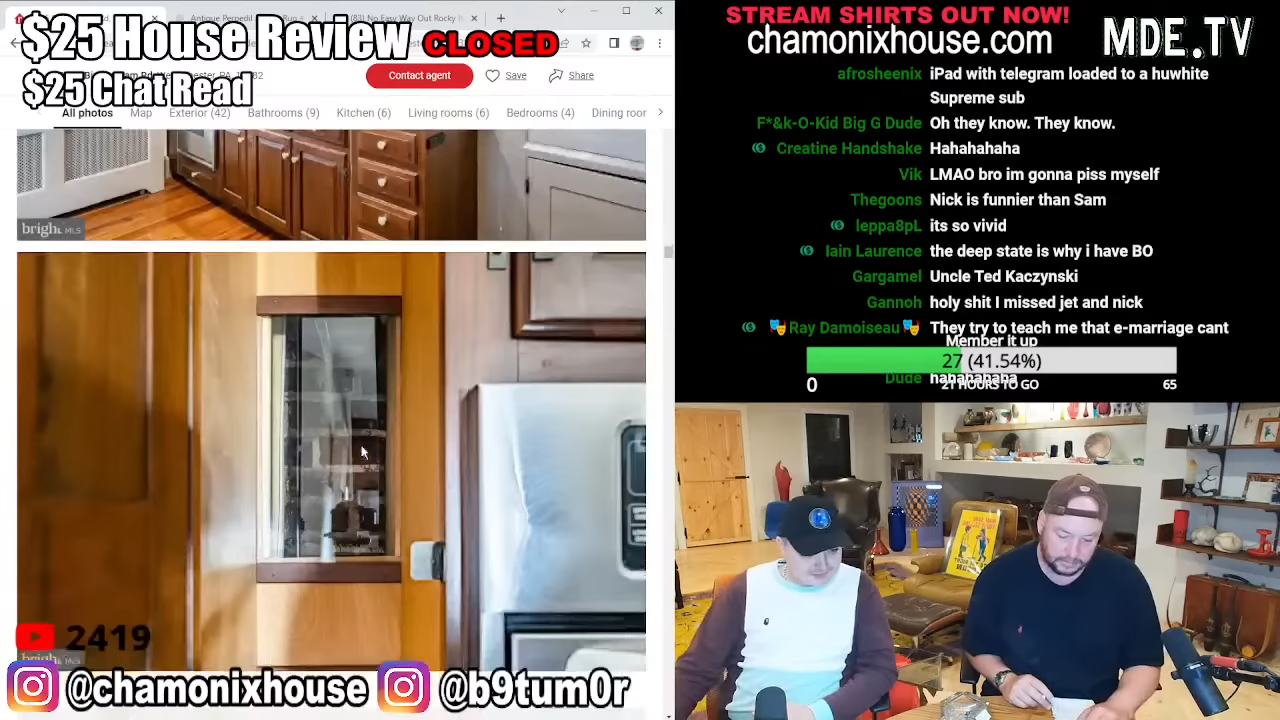 $25 House Review CLOSED
$25 Chat Read
Contact agent
Save
Share
All photos
Map
Exterior (42)
Bathrooms (9)
Kitchen (6)
Living rooms (6)
Bedrooms (4)
Dining roor
bright MLS
2419
@chamonixhouse
@b9tum0r
STREAM SHIRTS OUT NOW!
chamonixhouse.com
MDE.TV
afrosheenix iPad with telegram loaded to a huwhite
Supreme sub
F*&k-O-Kid Big G Dude Oh they know. They know.
Creatine Handshake Hahahahaha
Vik LMAO bro im gonna piss myself
Thegoons Nick is funnier than Sam
leppa8pL its so vivid
Iain Laurence the deep state is why i have BO
Gargamel Uncle Ted Kaczynski
Gannoh holy shit I missed jet and nick
Ray Damoiseau They try to teach me that e-marriage cant
Member it up
27 (41.54%)
Dude hahahahaha
0
21 HOURS TO GO
65